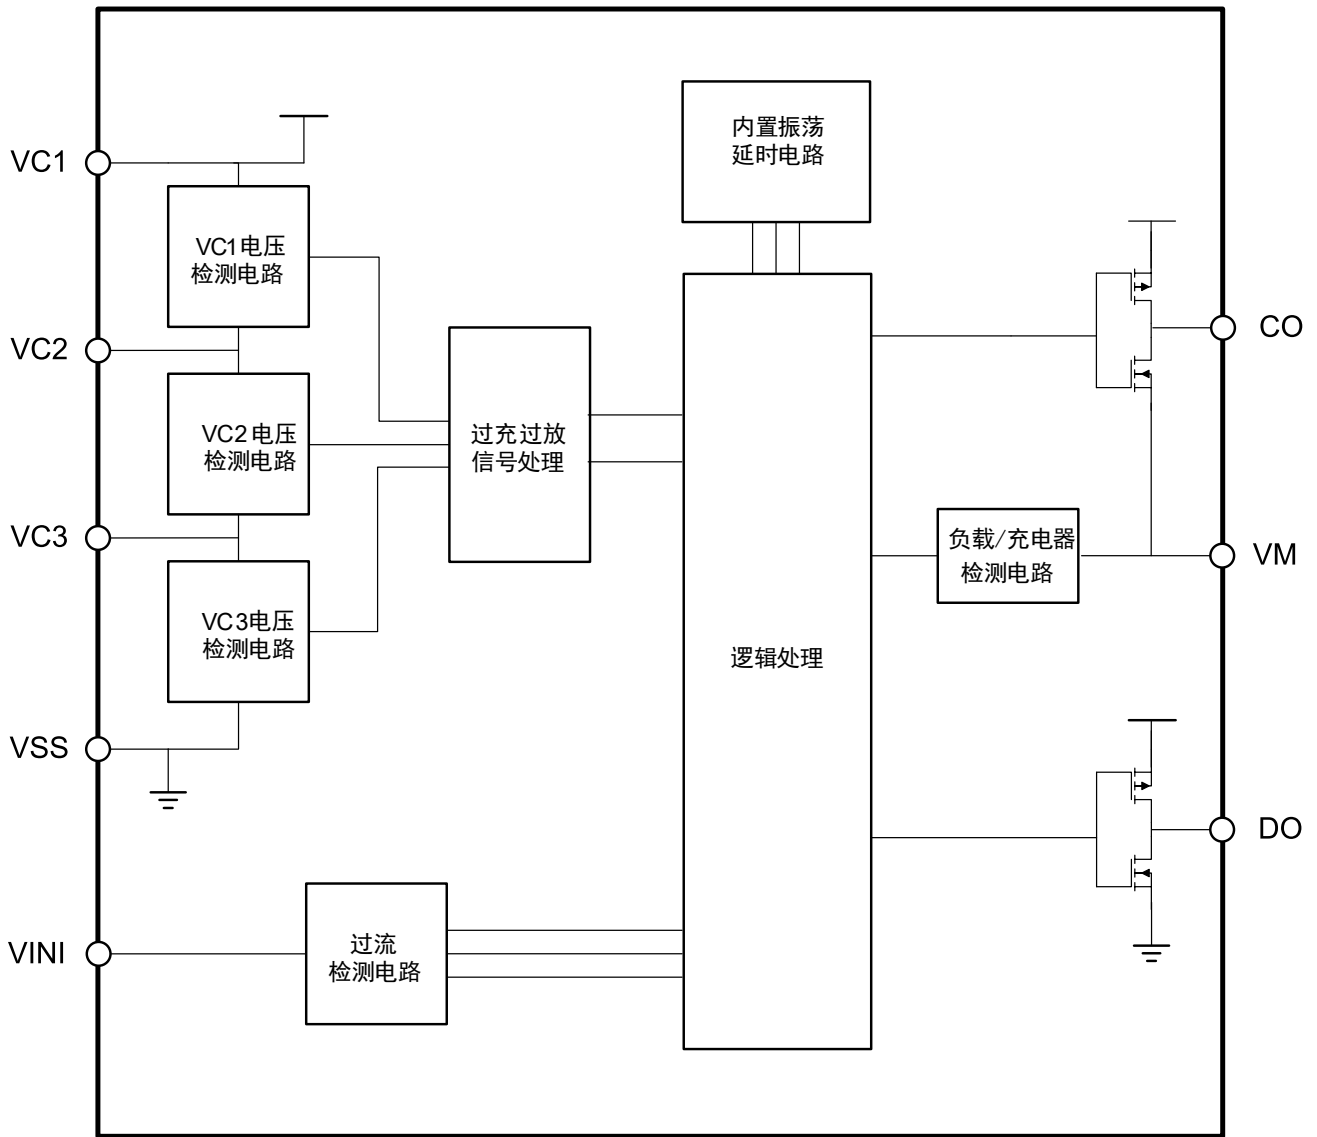 内置振荡
延时电路
VC1
VC1电压
检测电路
VC2
CO
VC2电压
检测电路
过充过放
信号处理
VC3
负载/充电器
检测电路
VM
VC3电压
检测电路
逻辑处理
VSS
DO
VINI
过流
检测电路